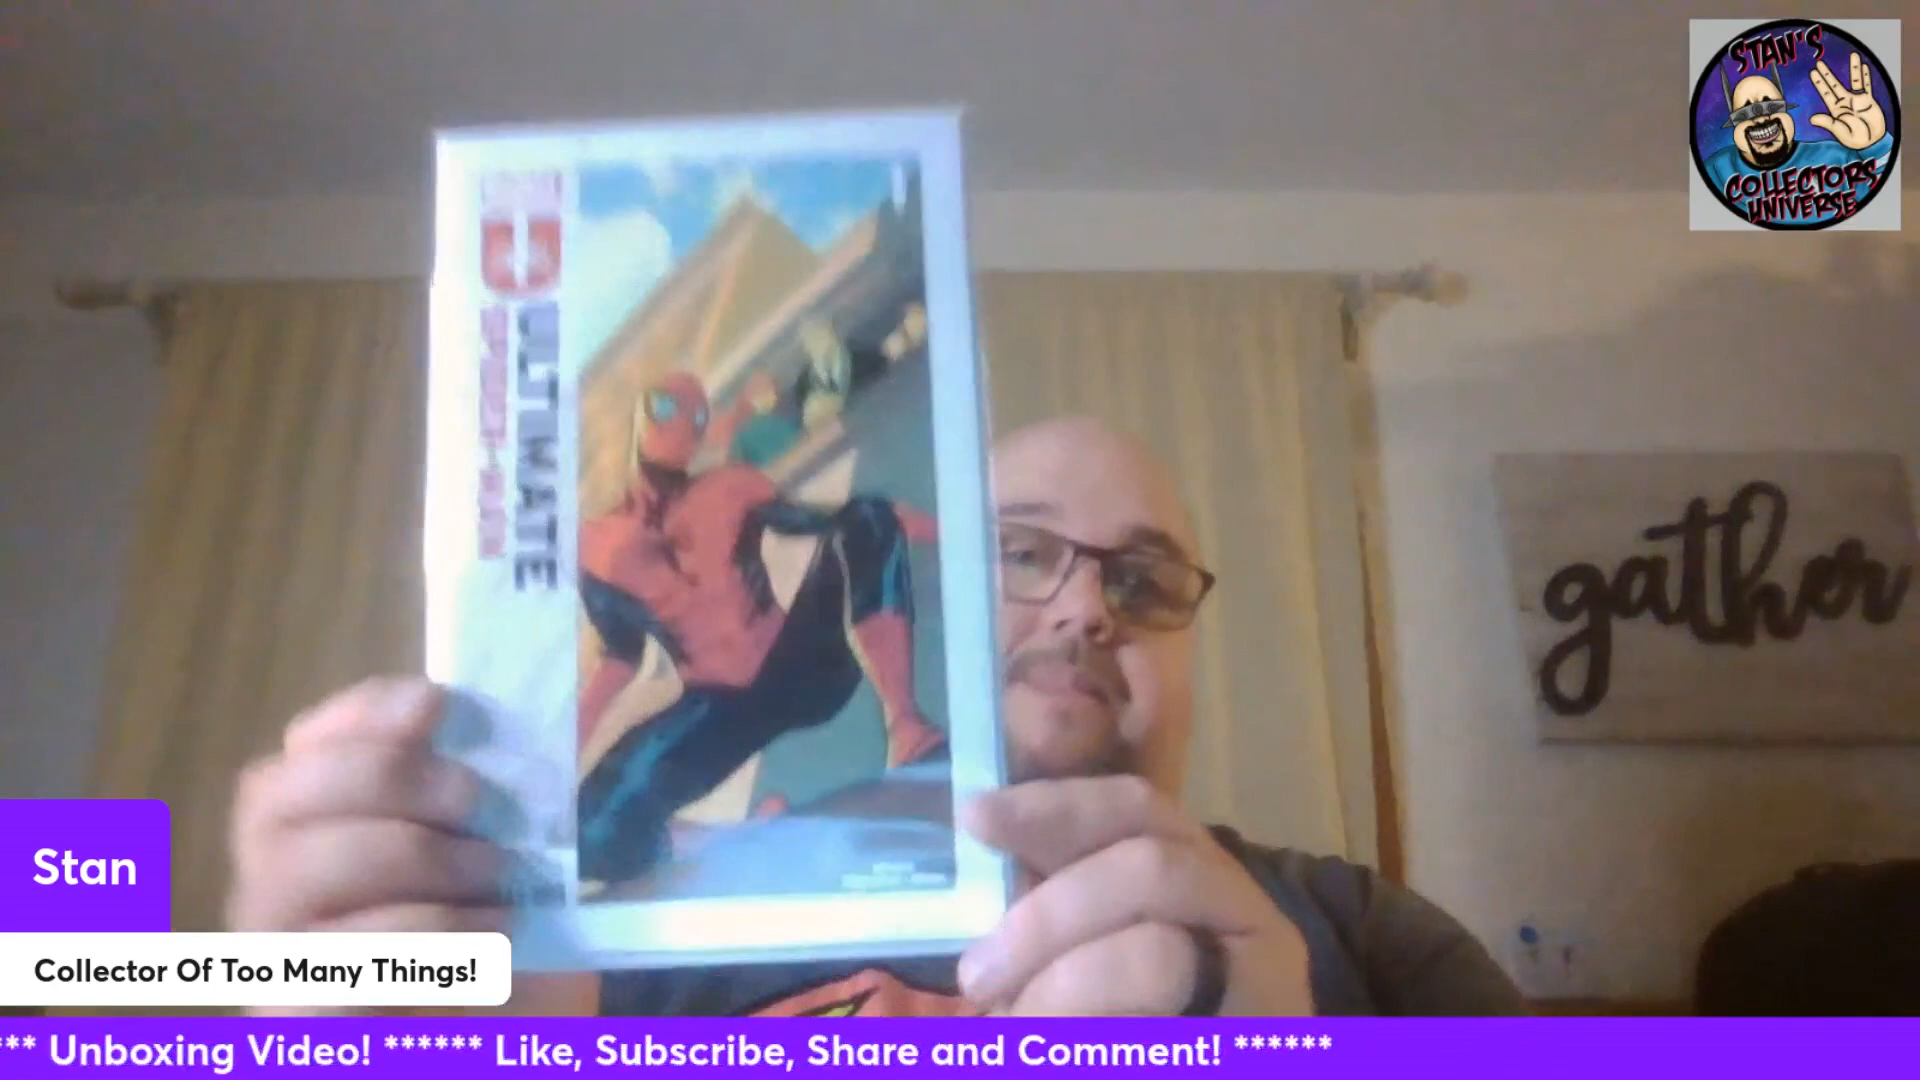 STAN'S
COLLECTORS
UNIVERSE
ULTIMATE
SPIDER-MAN
gather
Stan
Collector Of Too Many Things!
*** Unboxing Video! ****** Like, Subscribe, Share and Comment! ******